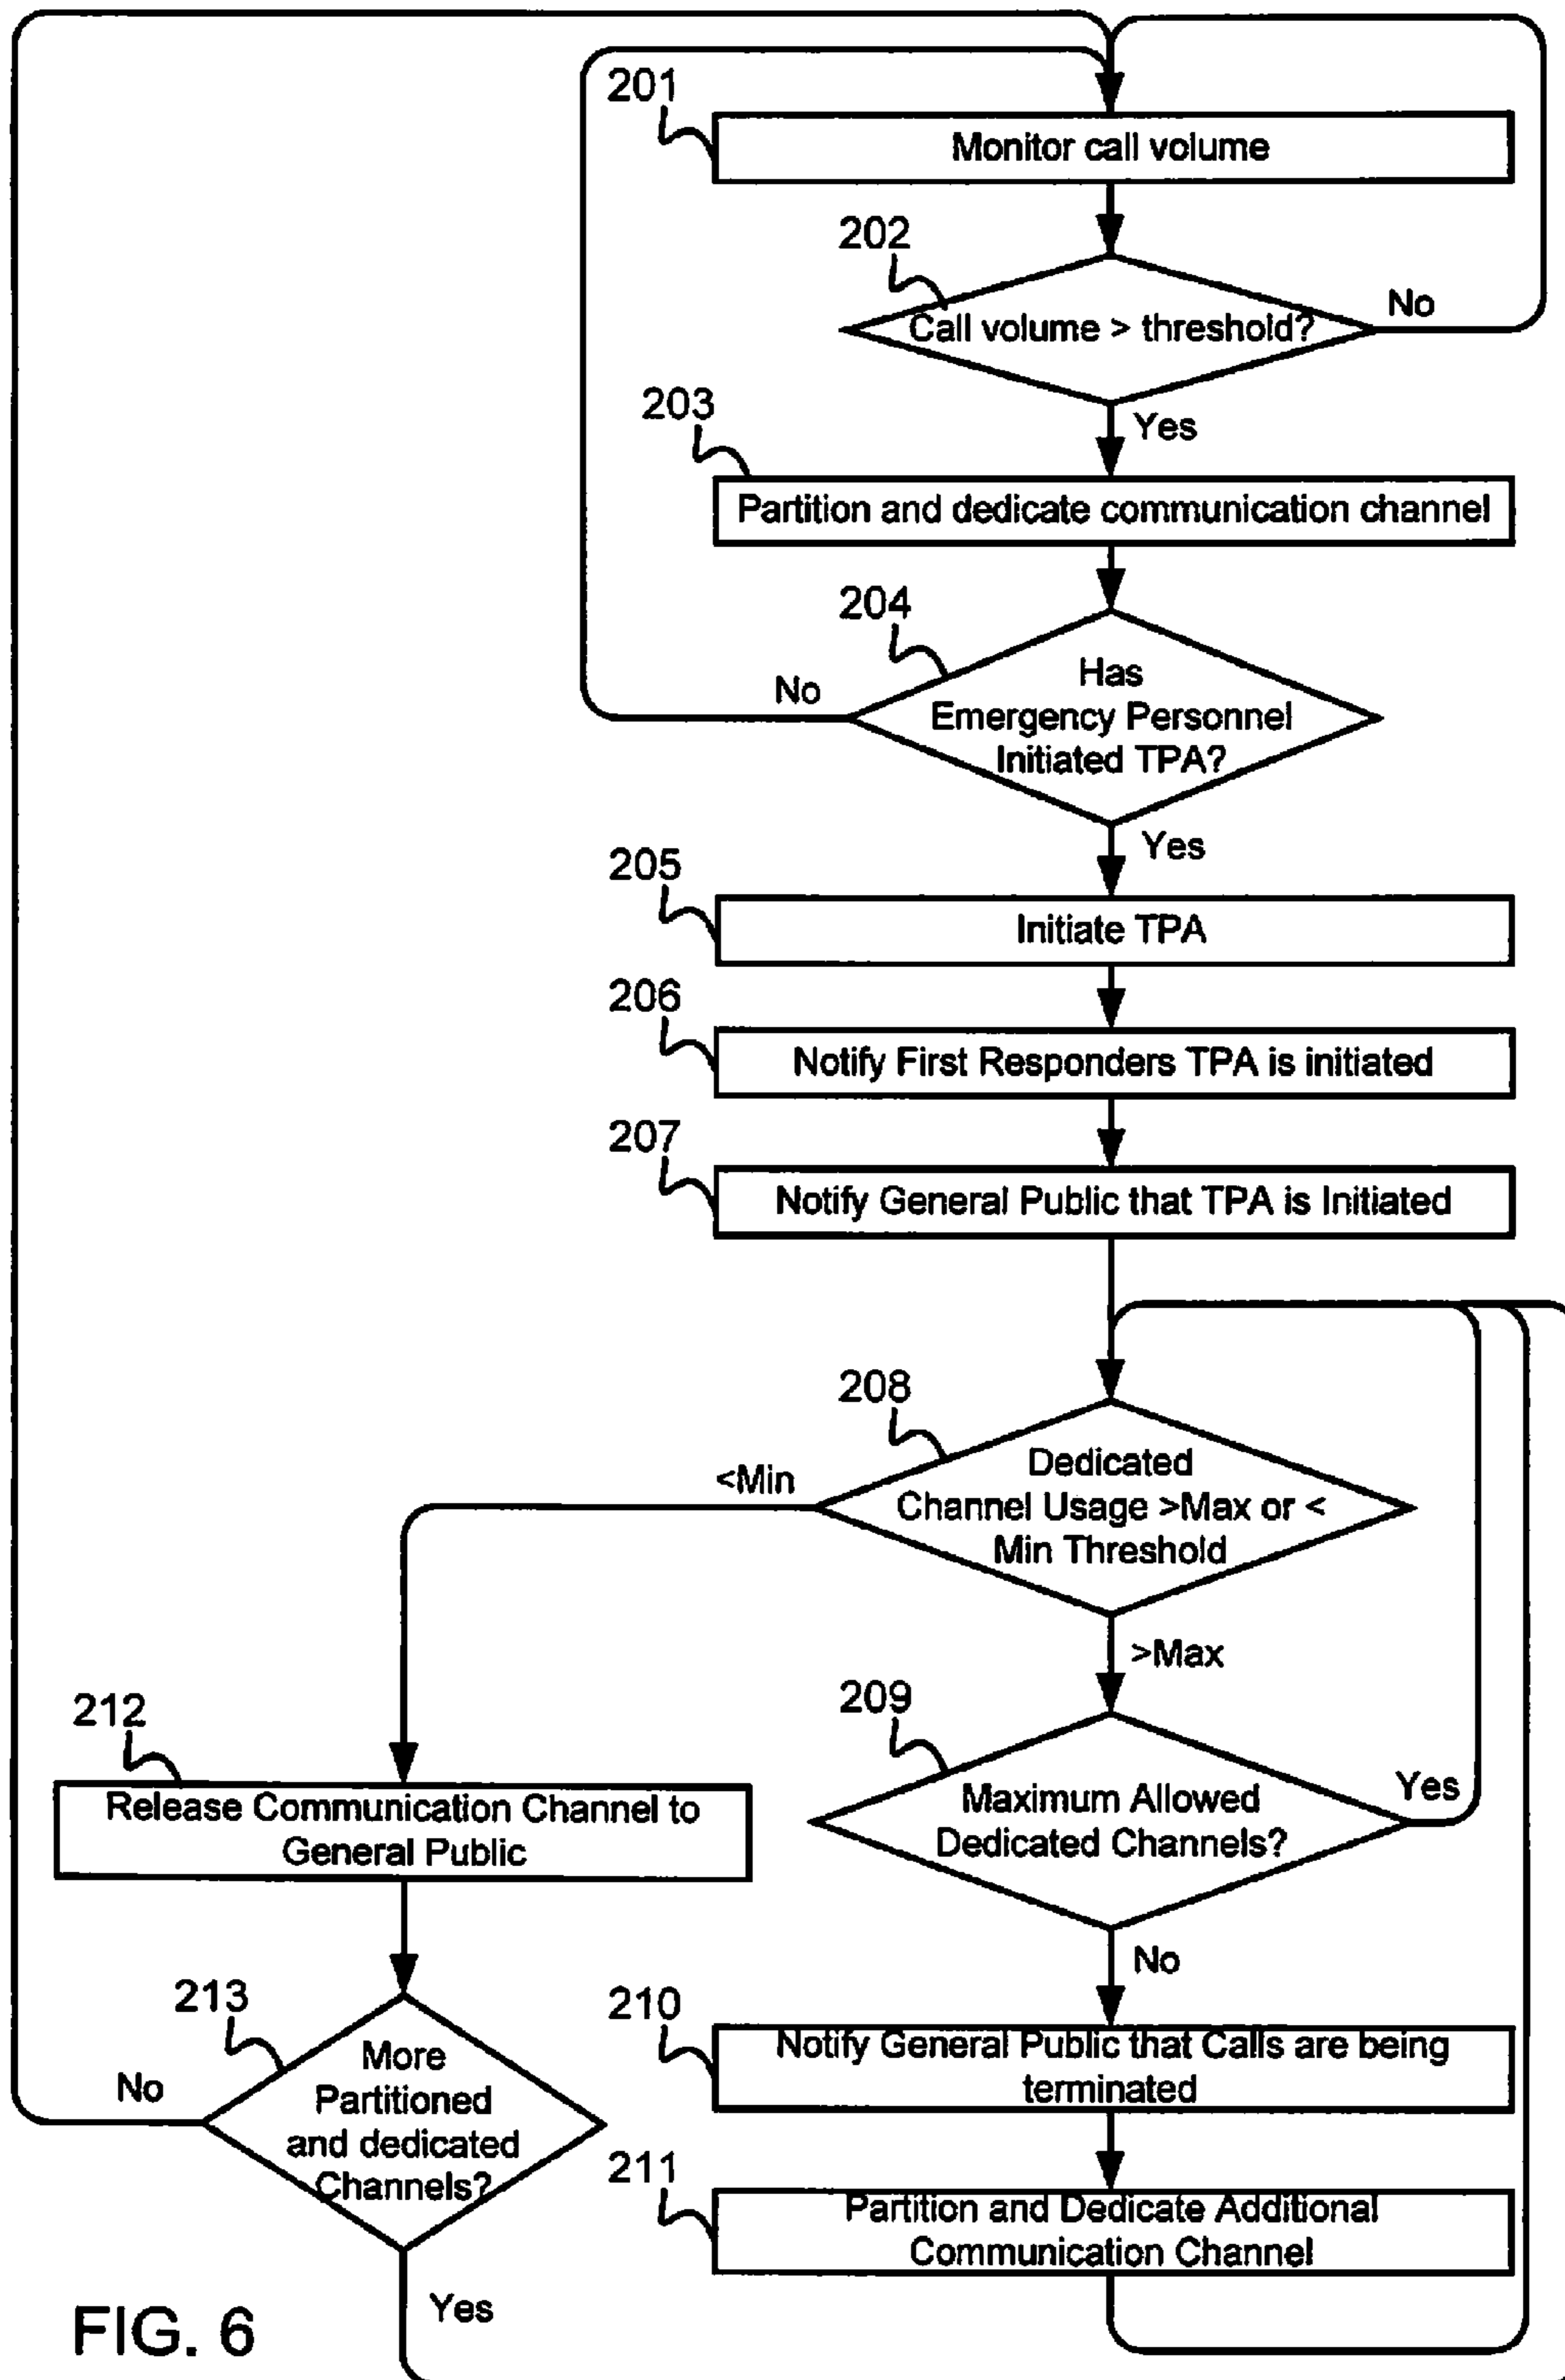 201
Monitor call volume
202
Call volume > threshold?
No
Yes
203
Partition and dedicate communication channel
204
Has
Emergency Personnel
Initiated TPA?
No
Yes
205
Initiate TPA
206
Notify First Responders TPA is initiated
207
Notify General Public that TPA is Initiated
208
Dedicated
Channel Usage >Max or <
Min Threshold
<Min
>Max
209
Maximum Allowed
Dedicated Channels?
Yes
No
212
Release Communication Channel to
General Public
213
More
Partitioned
and dedicated
Channels?
No
Yes
210
Notify General Public that Calls are being
terminated
211
Partition and Dedicate Additional
Communication Channel
FIG. 6